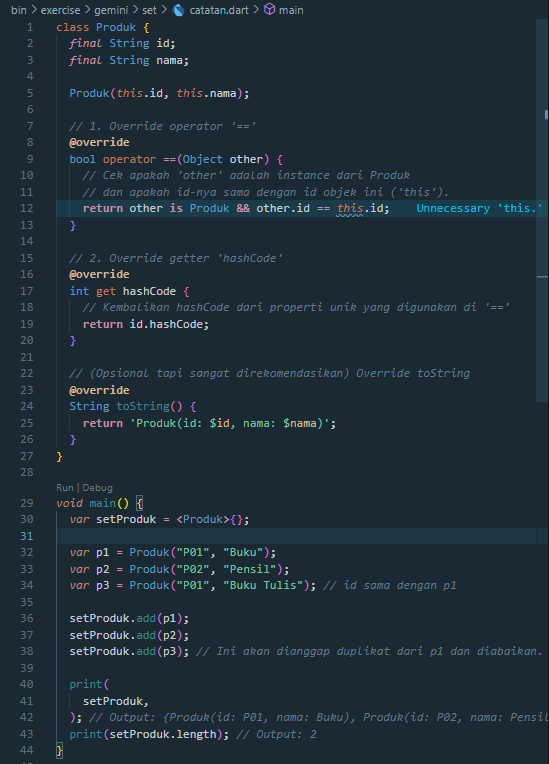 bin > exercise > gemini > set > catatan.dart > main
1 class Produk {
2 final String id;
3 final String nama;
4
5 Produk(this.id, this.nama);
6
7 // 1. Override operator '=='
8 @override
9 bool operator ==(Object other) {
10 // Cek apakah 'other' adalah instance dari Produk
11 // dan apakah id-nya sama dengan id objek ini ('this').
12 return other is Produk && other.id == this.id; Unnecessary 'this.'
13 }
14
15 // 2. Override getter 'hashCode'
16 @override
17 int get hashCode {
18 // Kembalikan hashCode dari properti unik yang digunakan di '=='
19 return id.hashCode;
20 }
21
22 // (Opsional tapi sangat direkomendasikan) Override toString
23 @override
24 String toString() {
25 return 'Produk(id: $id, nama: $nama)';
26 }
27 }
28
Run | Debug
29 void main() {
30 var setProduk = <Produk>{};
31
32 var p1 = Produk("P01", "Buku");
33 var p2 = Produk("P02", "Pensil");
34 var p3 = Produk("P01", "Buku Tulis"); // id sama dengan p1
35
36 setProduk.add(p1);
37 setProduk.add(p2);
38 setProduk.add(p3); // Ini akan dianggap duplikat dari p1 dan diabaikan.
39
40 print(
41 setProduk,
42 ); // Output: {Produk(id: P01, nama: Buku), Produk(id: P02, nama: Pensil
43 print(setProduk.length); // Output: 2
44 }